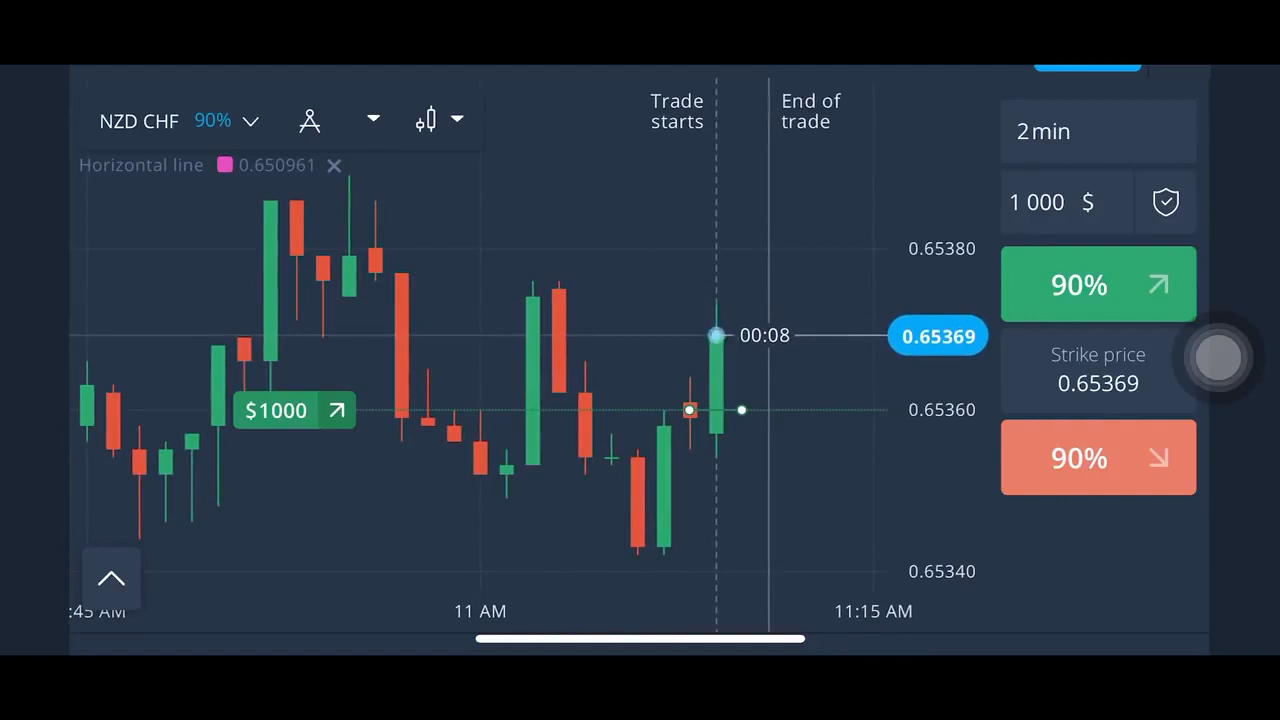 NZD CHF 90%
Horizontal line 0.650961
Trade
starts
End of
trade
2 min
1 000 $
0.65380
90%
00:08
0.65369
Strike price
0.65369
$1000
0.65360
90%
0.65340
:45 AM
11 AM
11:15 AM